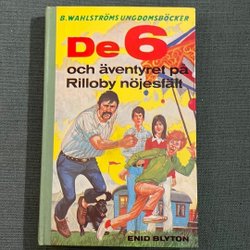 B. WAHLSTRÖMS UNGDOMSBÖCKER
De 6
och äventyret på
Rilloby nöjesfält
ENID BLYTON